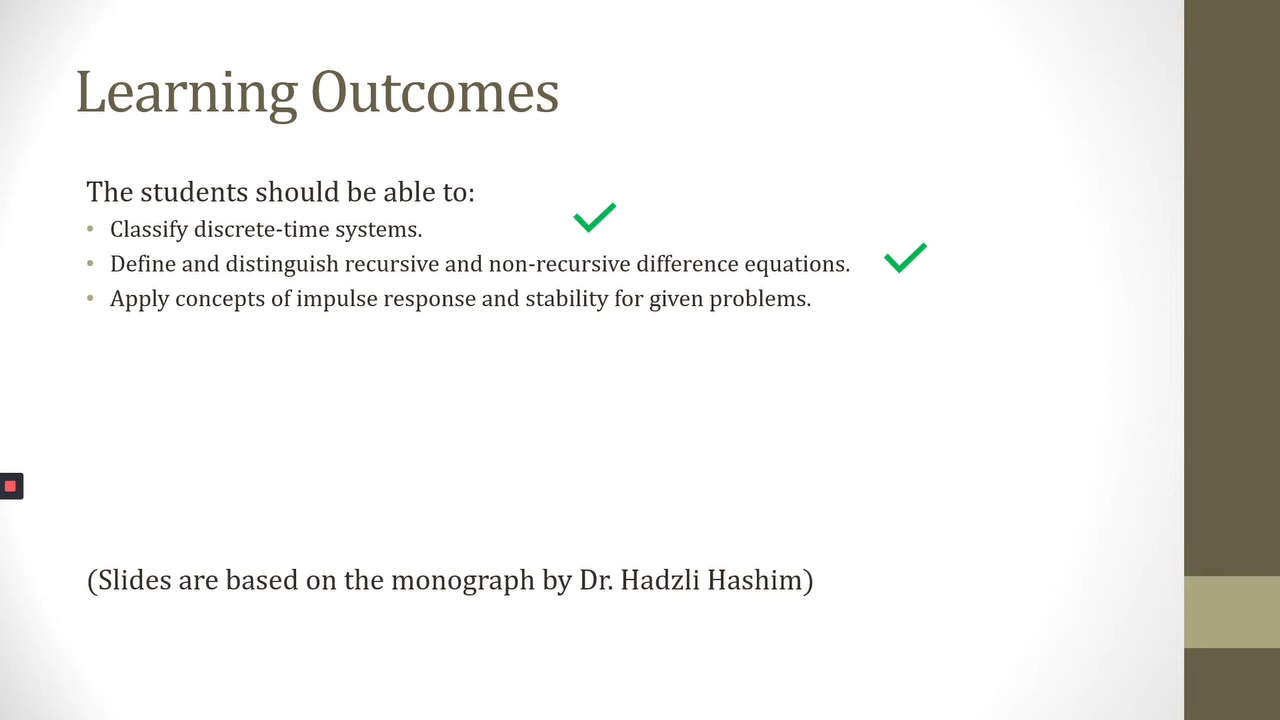 Learning Outcomes
The students should be able to:
• Classify discrete-time systems.
• Define and distinguish recursive and non-recursive difference equations.
• Apply concepts of impulse response and stability for given problems.
(Slides are based on the monograph by Dr. Hadzli Hashim)